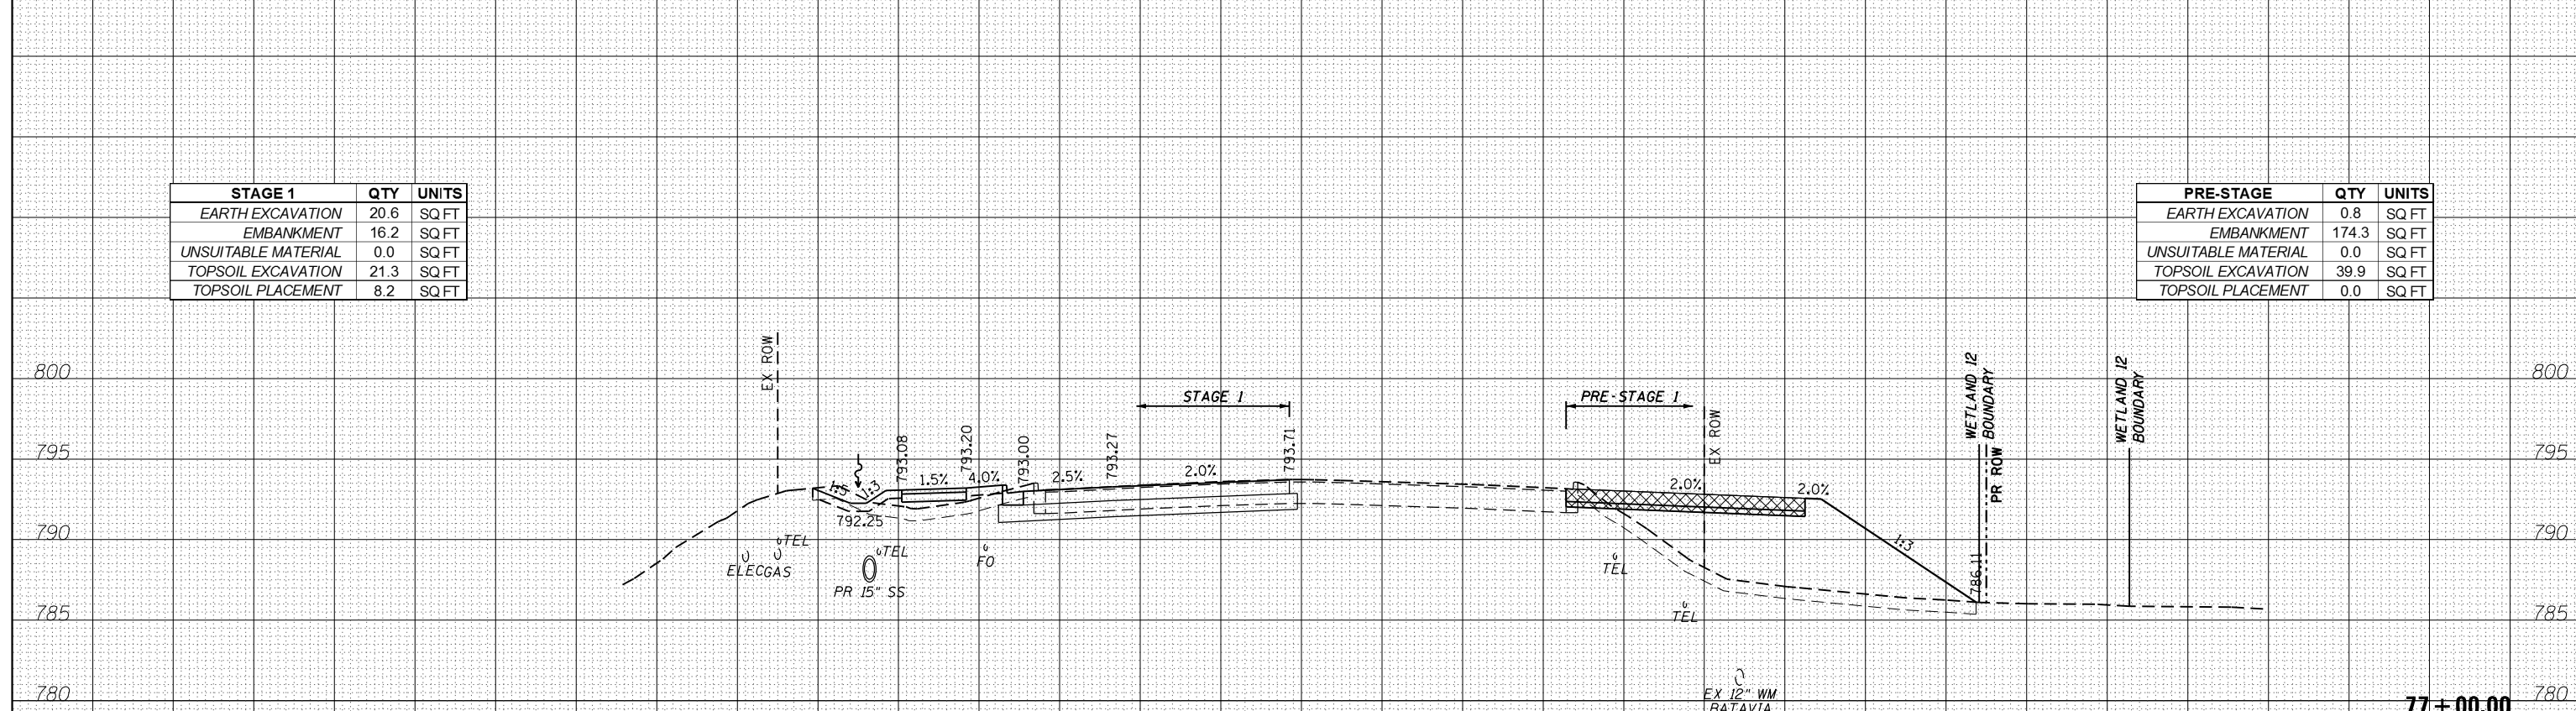 STAGE 1 QTY UNITS
EARTH EXCAVATION 20.6 SQ FT
EMBANKMENT 16.2 SQ FT
UNSUITABLE MATERIAL 0.0 SQ FT
TOPSOIL EXCAVATION 21.3 SQ FT
TOPSOIL PLACEMENT 8.2 SQ FT
PRE-STAGE QTY UNITS
EARTH EXCAVATION 0.8 SQ FT
EMBANKMENT 174.3 SQ FT
UNSUITABLE MATERIAL 0.0 SQ FT
TOPSOIL EXCAVATION 39.9 SQ FT
TOPSOIL PLACEMENT 0.0 SQ FT
800
795
790
785
780
EX ROW
1:5
1:3
792.25
793.08
1.5%
793.20
4.0%
793.00
2.5%
793.27
STAGE 1
2.0%
793.71
PRE-STAGE 1
2.0%
EX ROW
2.0%
1:3
786.11
WETLAND 12
BOUNDARY
PR ROW
WETLAND 12
BOUNDARY
TEL
ELEC
GAS
TEL
PR 15" SS
FO
TEL
TEL
EX 12" WM
BATAVIA
800
795
790
785
780
77+00.00